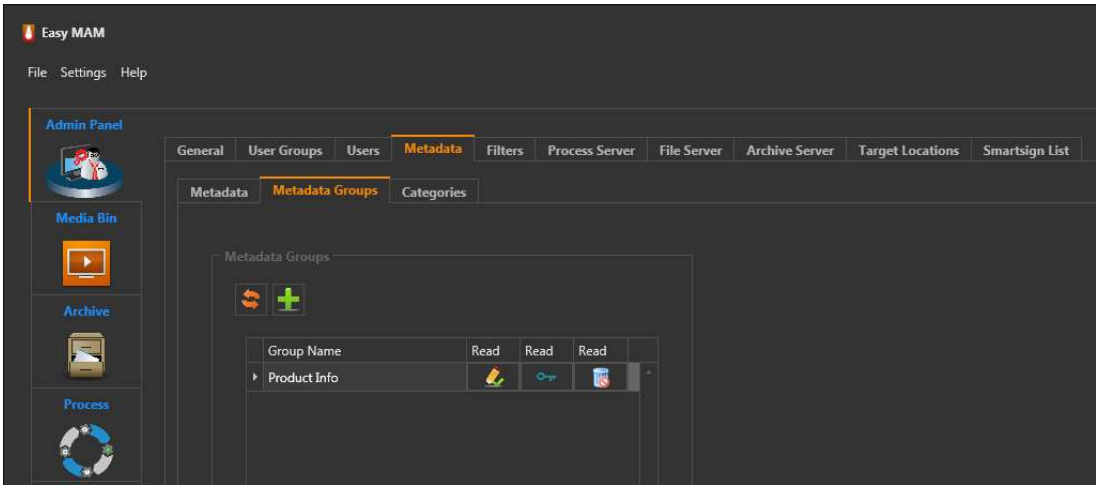 Easy MAM
File Settings Help
Admin Panel
General User Groups Users Metadata Filters Process Server File Server Archive Server Target Locations Smartsign List
Metadata Metadata Groups Categories
Media Bin
Metadata Groups
Archive
Group Name Read Read Read
Product Info
Process